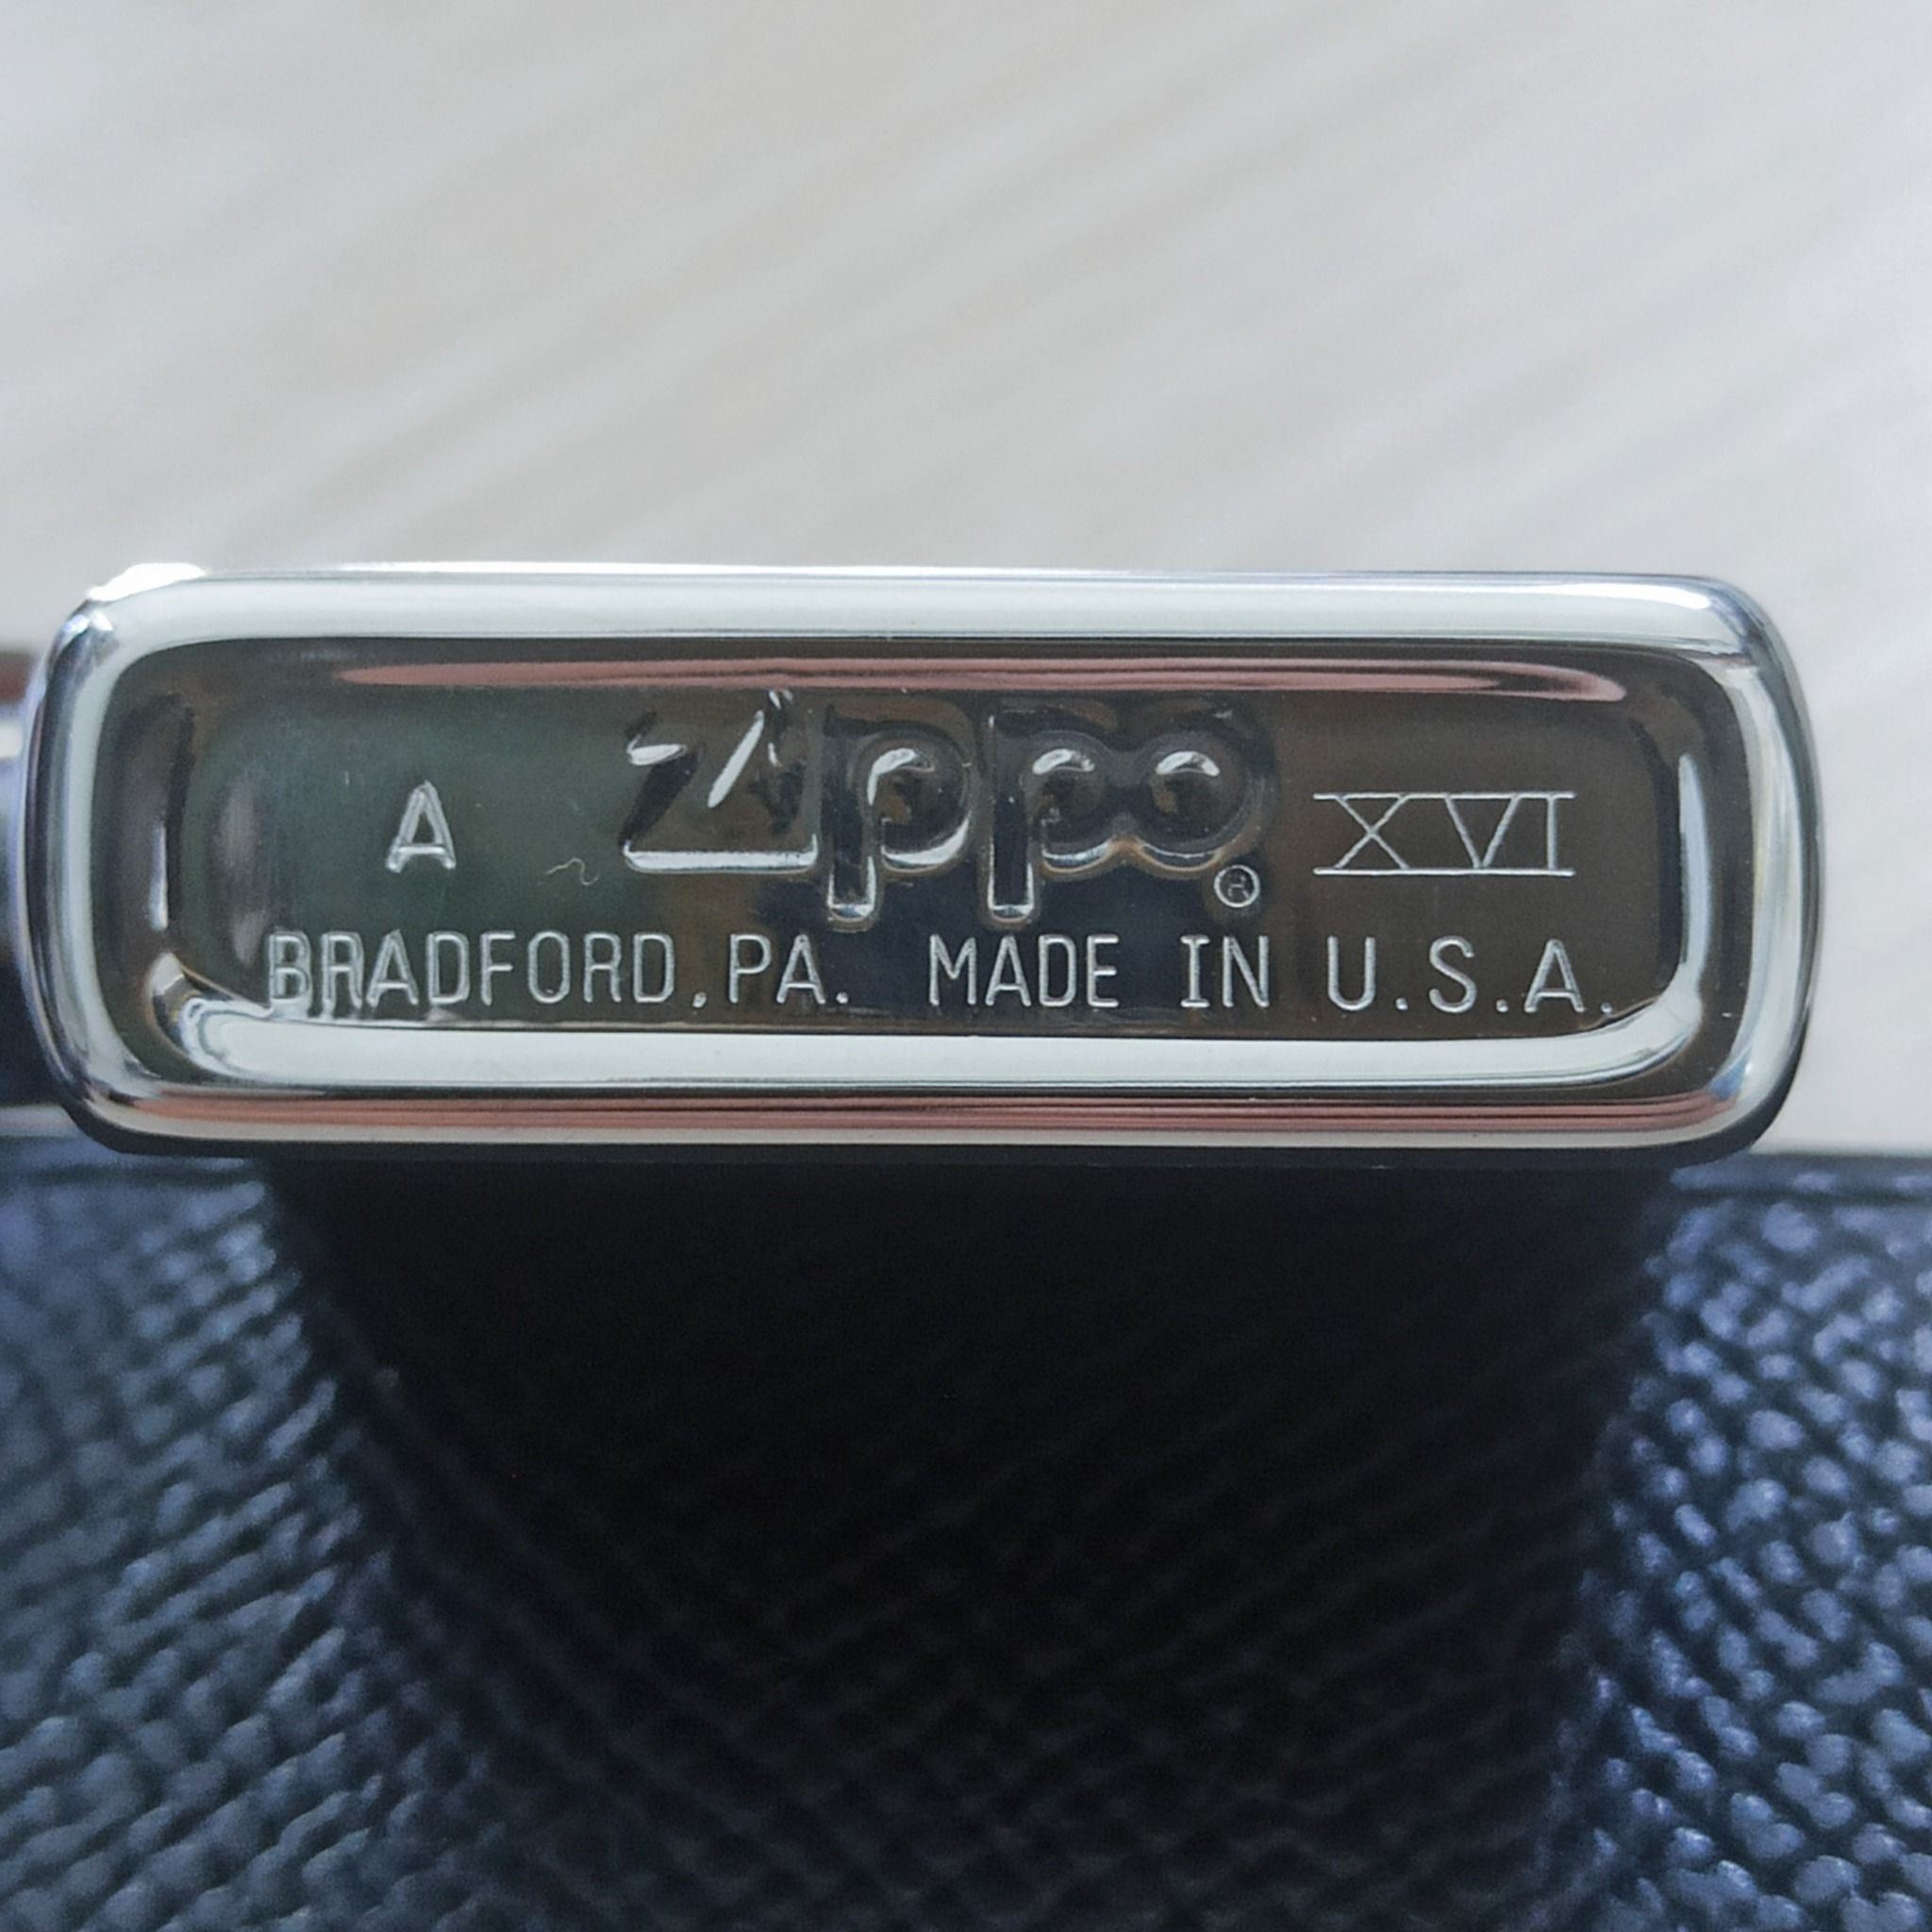 A Zippo ® XVI
BRADFORD, PA. MADE IN U.S.A.